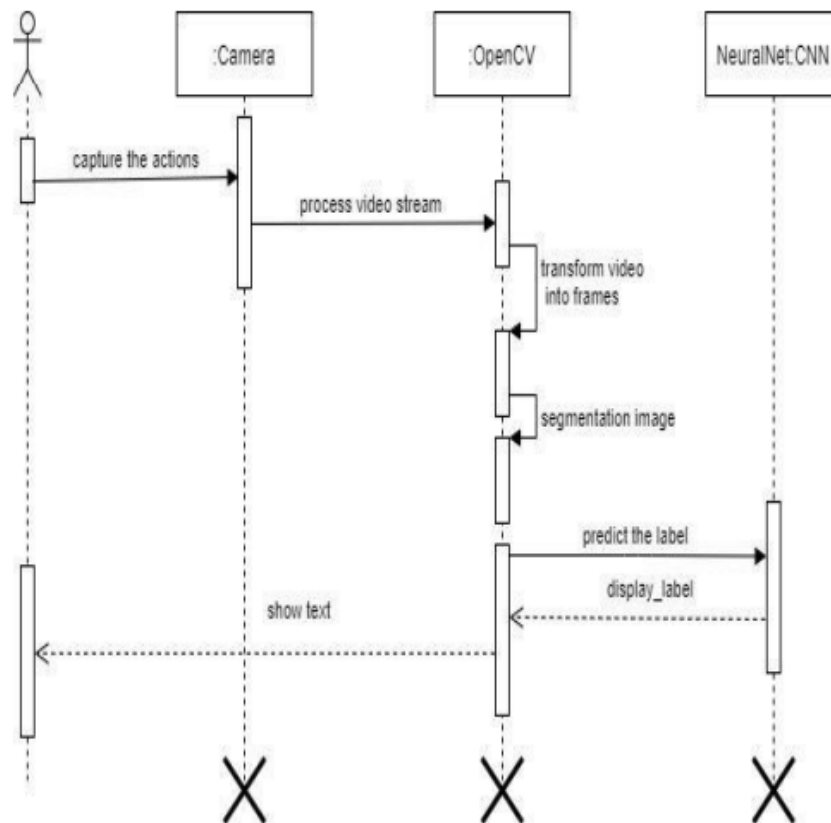 :Camera
:OpenCV
NeuralNet:CNN
capture the actions
process video stream
transform video
into frames
segmentation image
predict the label
display_label
show text